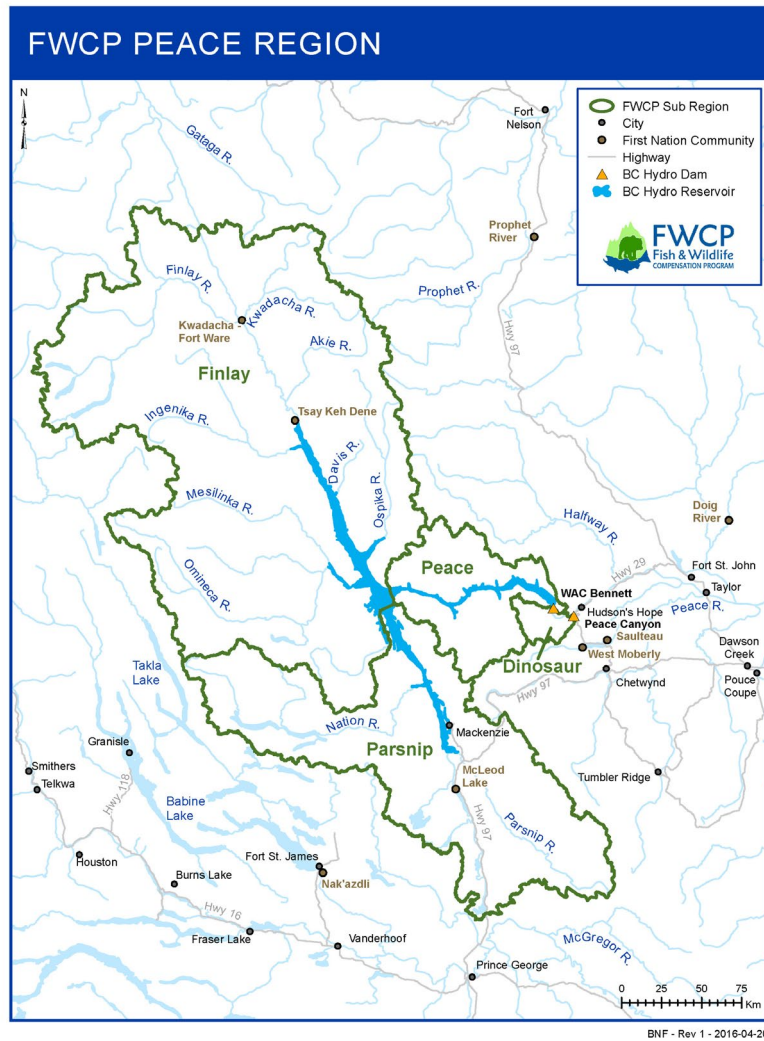 FWCP PEACE REGION
N
Fort
Nelson
FWCP Sub Region
City
First Nation Community
Highway
BC Hydro Dam
BC Hydro Reservoir
FWCP
Fish & Wildlife
COMPENSATION PROGRAM
Gataga R.
Prophet
River
Finlay R.
Prophet R.
Kwadacha R.
Kwadacha -
Fort Ware
Hwy 97
Akie R.
Finlay
Tsay Keh Dene
Ingenika R.
Davis R.
Ospika R.
Mesilinka R.
Doig
River
Halfway R.
Omineca R.
Peace
Hwy 29
Fort St. John
Taylor
WAC Bennett
Hudson's Hope
Peace R.
Peace Canyon
Saulteau
West Moberly
Dawson
Creek
Dinosaur
Takla
Lake
Chetwynd
Pouce
Coupe
Hwy 97
Nation R.
Mackenzie
Granisle
Parsnip
Smithers
McLeod
Lake
Tumbler Ridge
Telkwa
Hwy 118
Babine
Lake
Hwy 97
Parsnip R.
Houston
Fort St. James
Burns Lake
Nak'azdli
Hwy 16
Fraser Lake
Vanderhoof
McGregor R.
Prince George
0 25 50 75
Km
BNF - Rev 1 - 2016-04-20